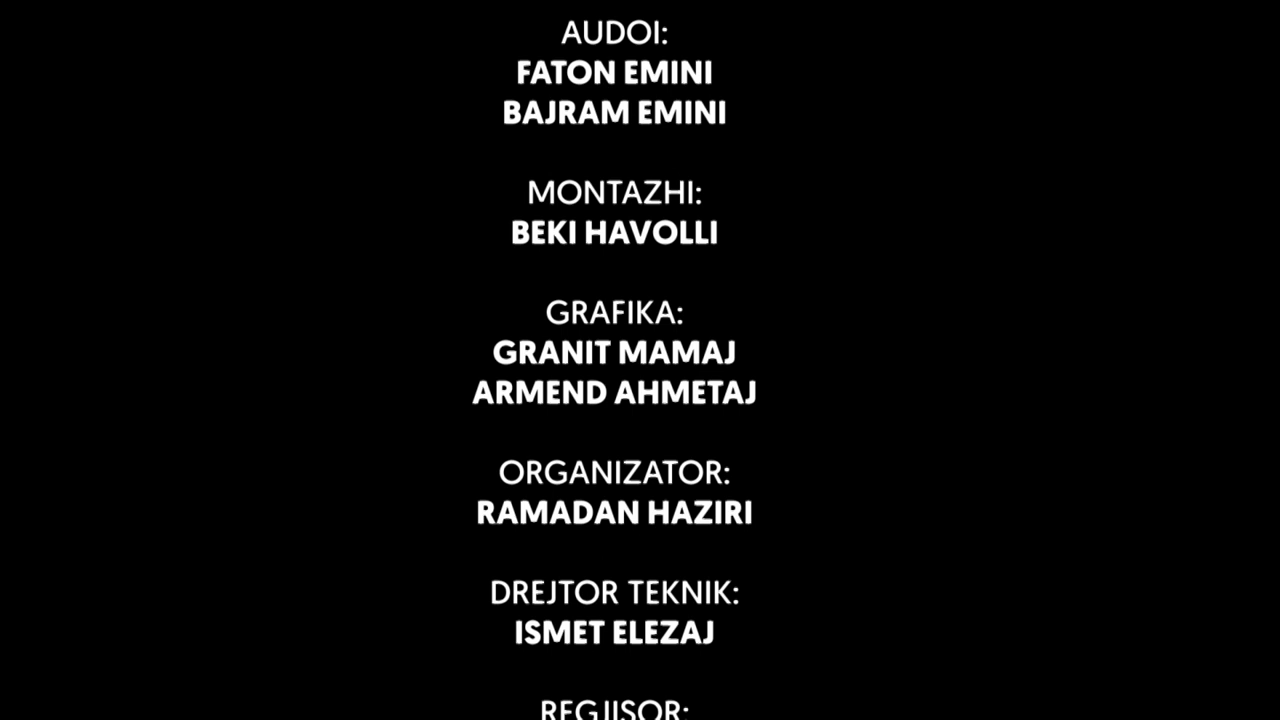 AUDOI:
FATON EMINI
BAJRAM EMINI
MONTAZHI:
BEKI HAVOLLI
GRAFIKA:
GRANIT MAMAJ
ARMEND AHMETAJ
ORGANIZATOR:
RAMADAN HAZIRI
DREJTOR TEKNIK:
ISMET ELEZAJ
REGJISOR: